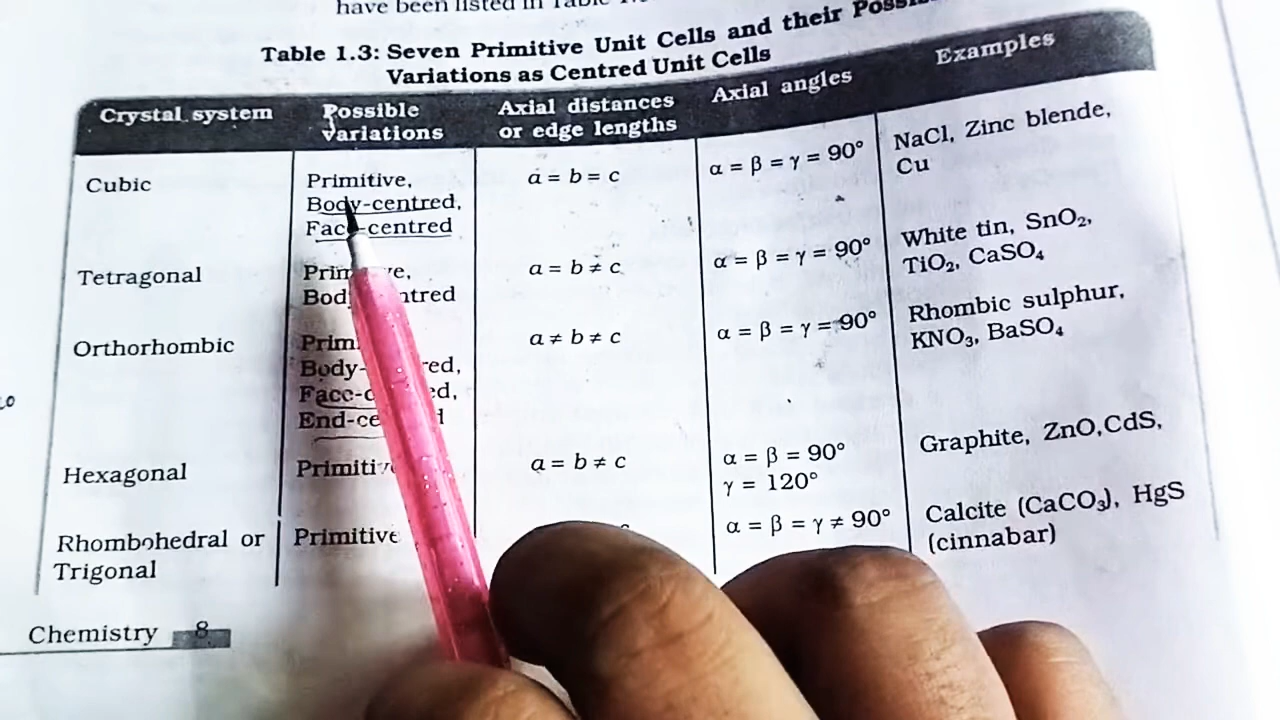 have been listed in Table
Table 1.3: Seven Primitive Unit Cells and their
Variations as Centred Unit Cells
Crystal system Possible Variations Axial distances or edge lengths Axial angles Examples
Cubic Primitive, Body-centred, Face-centred a = b = c α = β = γ = 90° NaCl, Zinc blende, Cu
Tetragonal a = b ≠ c α = β = γ = 90° White tin, SnO₂, TiO₂, CaSO₄
Orthorhombic a ≠ b ≠ c α = β = γ = 90° Rhombic sulphur, KNO₃, BaSO₄
Hexagonal a = b ≠ c α = β = 90° γ = 120° Graphite, ZnO,CdS,
Rhombohedral or Trigonal Primitive α = β = γ ≠ 90° Calcite (CaCO₃), HgS (cinnabar)
Chemistry 8